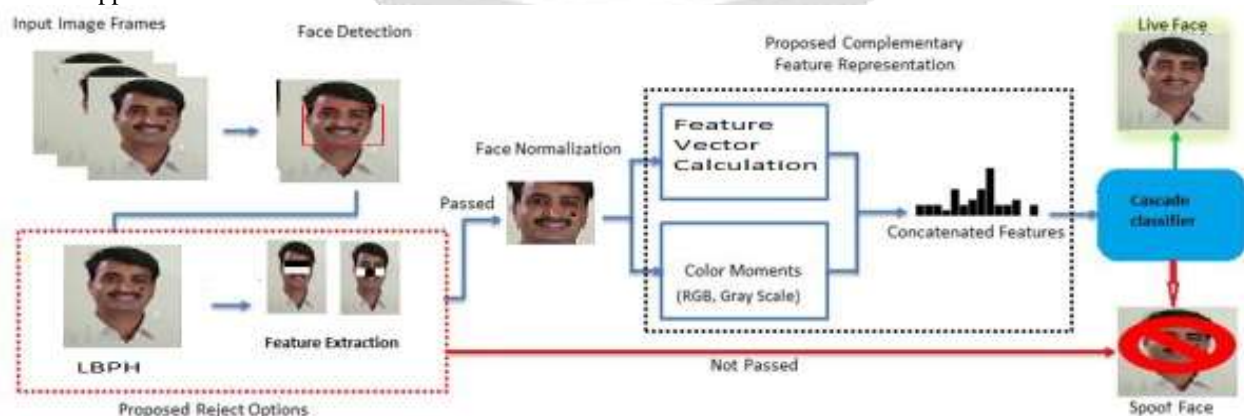 Input Image Frames
Face Detection
Proposed Complementary
Feature Representation
Live Face
Feature
Vector
Calculation
Face Normalization
Passed
Cascade
classifier
Concatenated Features
Color Moments
(RGB, Gray Scale)
Feature Extraction
LBPH
Not Passed
Proposed Reject Options
Spoof Face